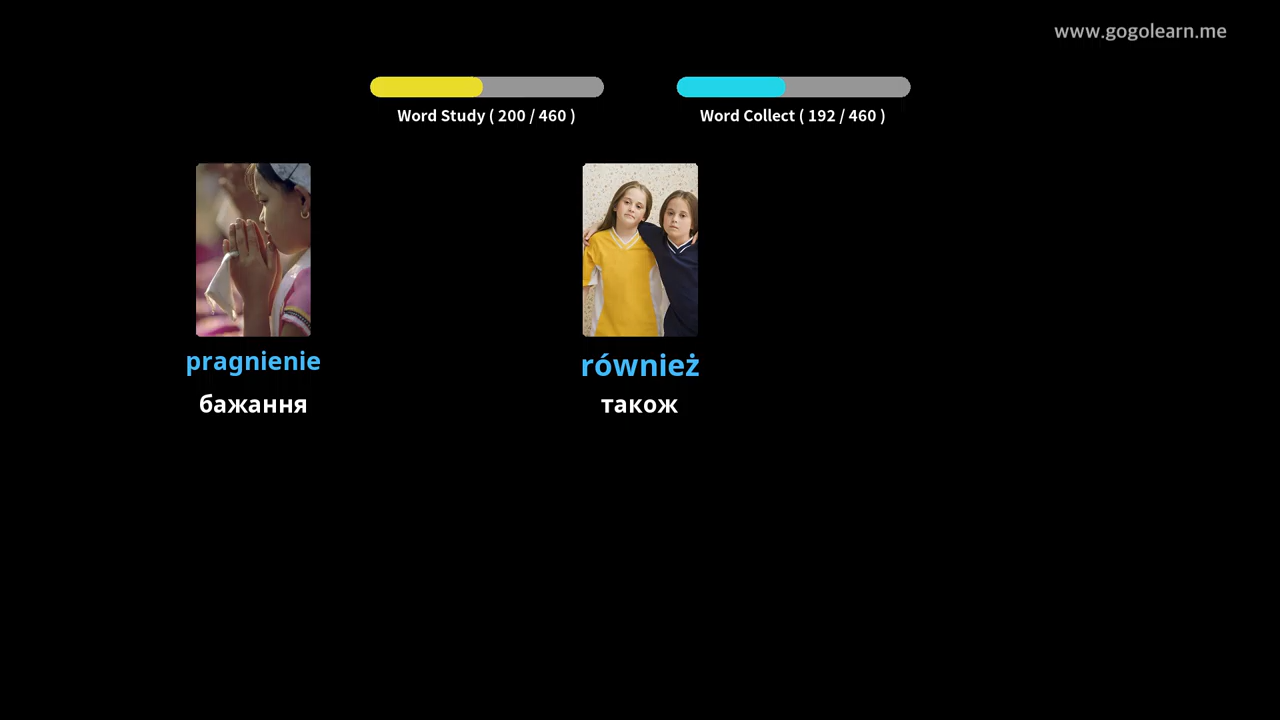 www.gogolearn.me
Word Study ( 200 / 460 )
Word Collect ( 192 / 460 )
pragnienie
бажання
również
також